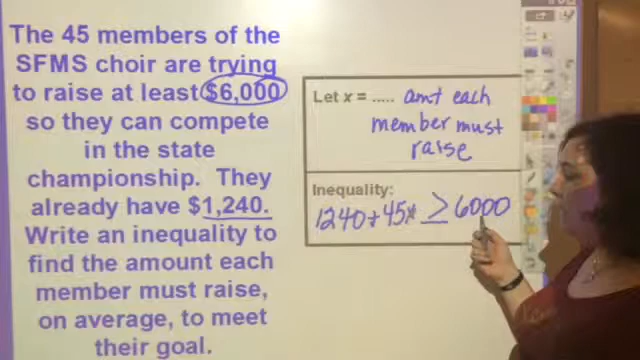 The 45 members of the
SFMS choir are trying
to raise at least $6,000
so they can compete
in the state
championship. They
already have $1,240.
Write an inequality to
find the amount each
member must raise,
on average, to meet
their goal.
Let x = ..... amt each
member must
raise
Inequality:
1240+45x ≥ 6000